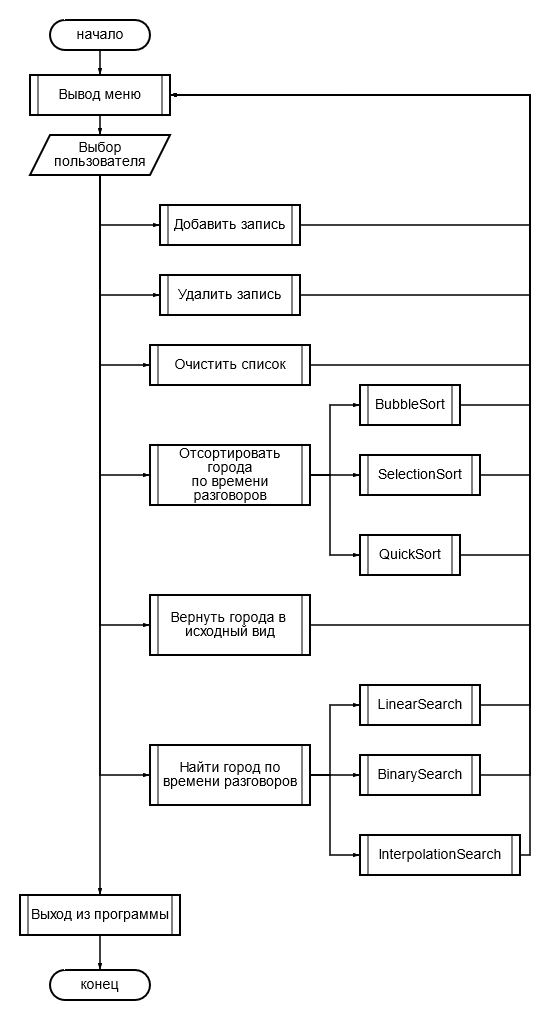 начало
Вывод меню
Выбор
пользователя
Добавить запись
Удалить запись
Очистить список
Отсортировать
города
по времени
разговоров
BubbleSort
SelectionSort
QuickSort
Вернуть города в
исходный вид
Найти город по
времени разговоров
LinearSearch
BinarySearch
InterpolationSearch
Выход из программы
конец